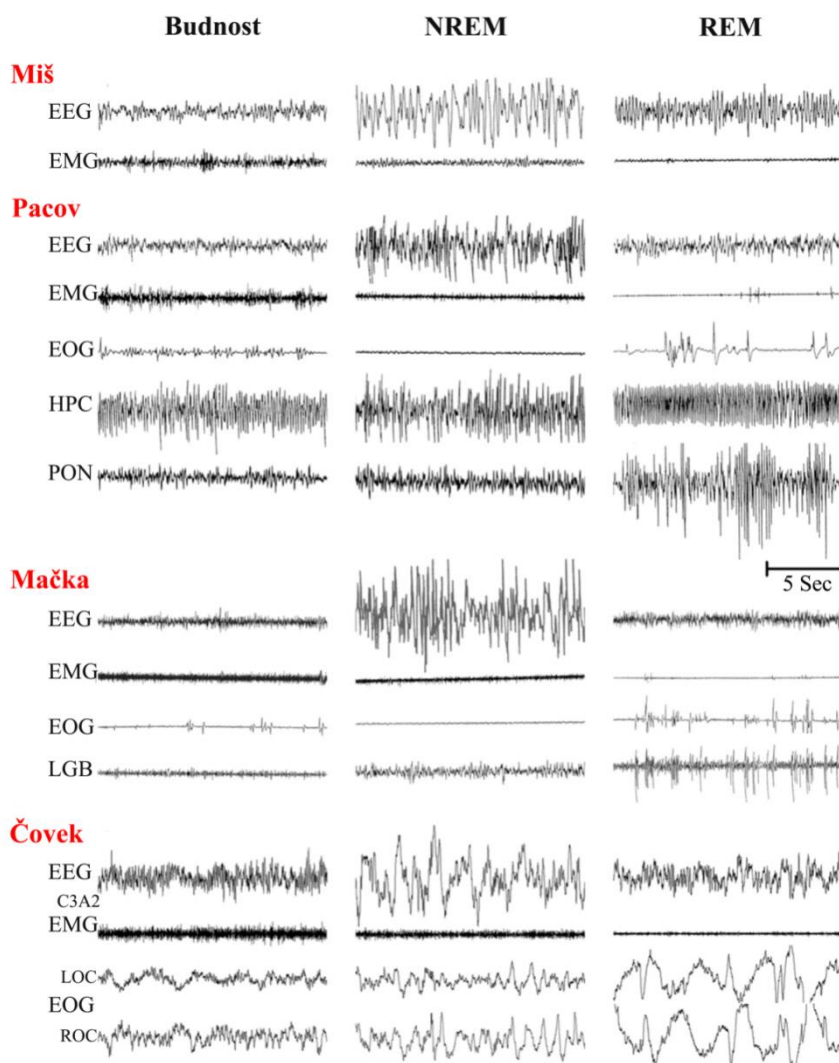 Budnost NREM REM
Miš
EEG
EMG
Pacov
EEG
EMG
EOG
HPC
PON
5 Sec
Mačka
EEG
EMG
EOG
LGB
Čovek
EEG
C3A2
EMG
LOC
EOG
ROC